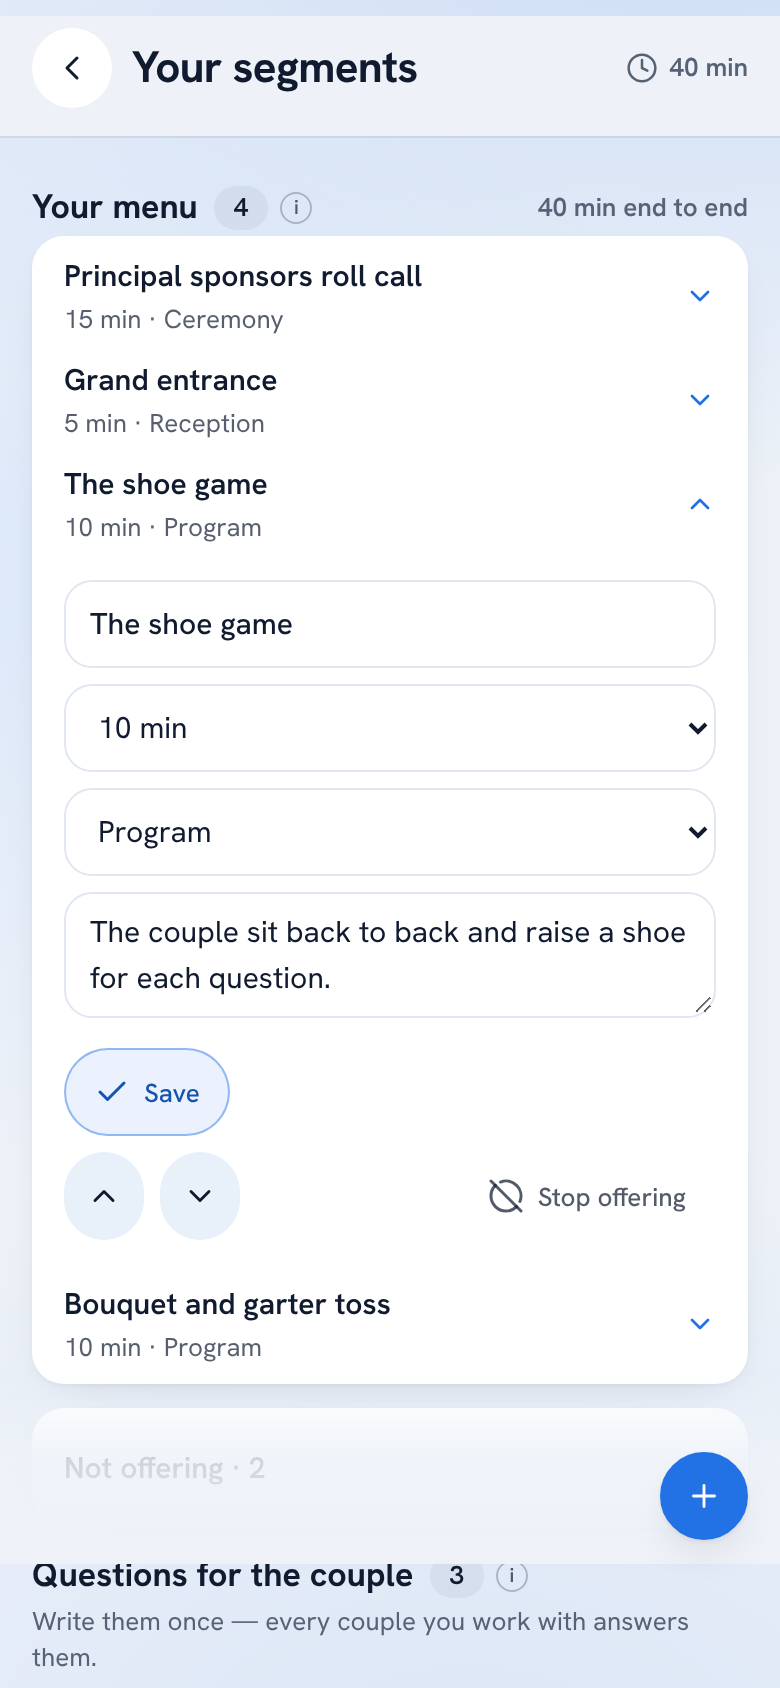 Your segments
40 min
Your menu 4 i
40 min end to end
Principal sponsors roll call
15 min · Ceremony
Grand entrance
5 min · Reception
The shoe game
10 min · Program
The shoe game
10 min
Program
The couple sit back to back and raise a shoe
for each question.
Save
Stop offering
Bouquet and garter toss
10 min · Program
Not offering · 2
Questions for the couple 3 i
Write them once — every couple you work with answers
them.